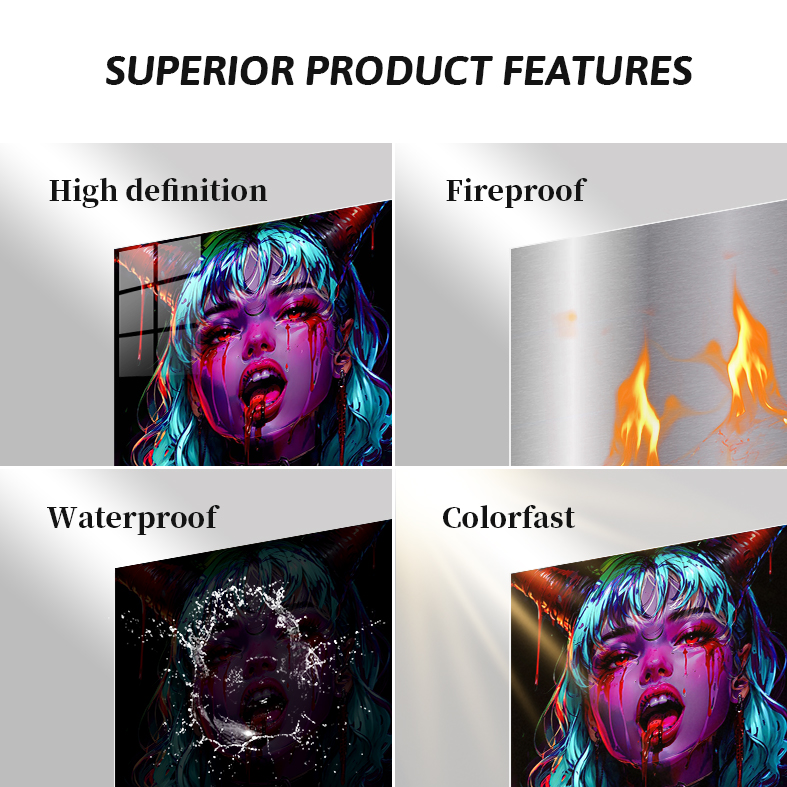 SUPERIOR PRODUCT FEATURES
High definition
Fireproof
Waterproof
Colorfast